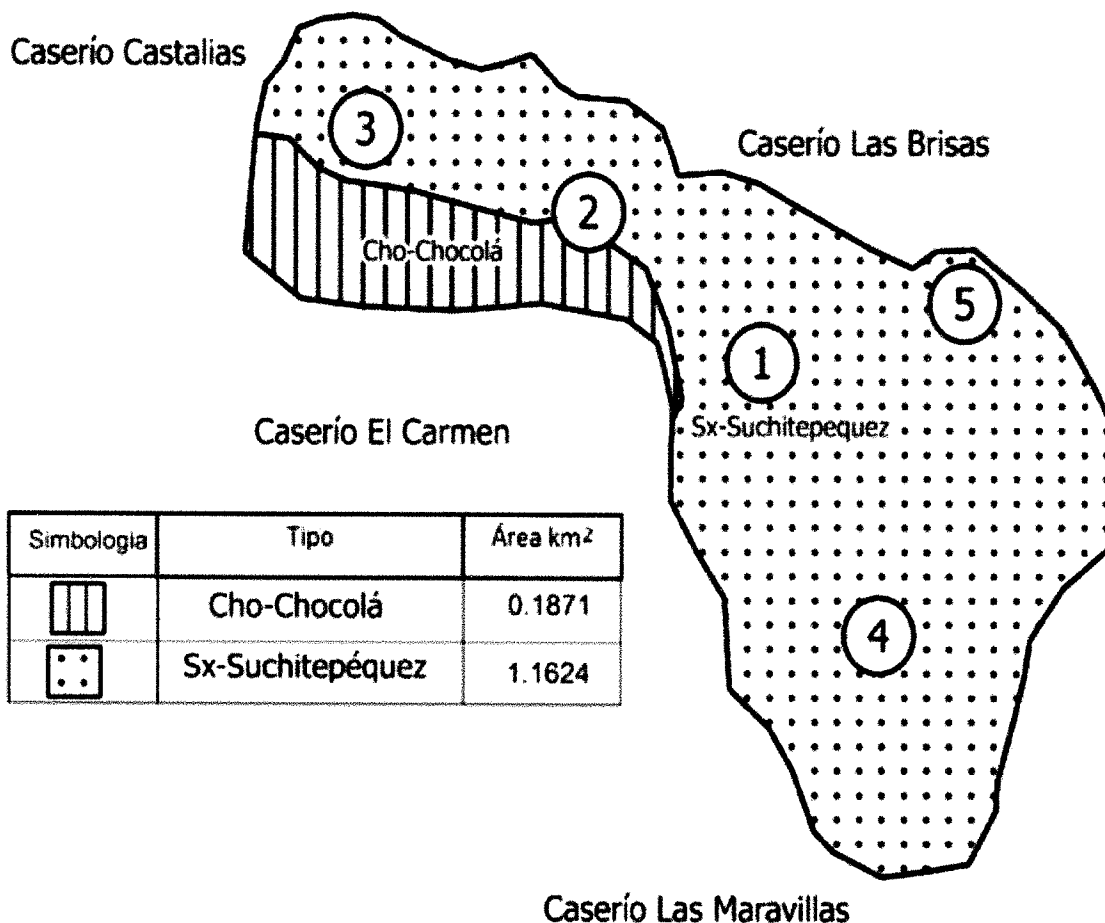 Caserío Castalias
3
Caserío Las Brisas
2
Cho-Chocolá
5
1
Sx-Suchitepequez
Caserío El Carmen
Simbologia Tipo Área km²
Cho-Chocolá 0.1871
Sx-Suchitepéquez 1.1624
4
Caserío Las Maravillas